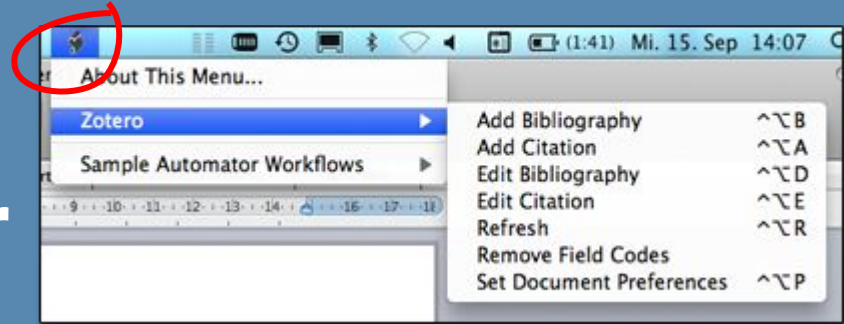 (1:41) Mi. 15. Sep 14:07
About This Menu...
Zotero
Sample Automator Workflows
Add Bibliography ^⌥B
Add Citation ^⌥A
Edit Bibliography ^⌥D
Edit Citation ^⌥E
Refresh ^⌥R
Remove Field Codes
Set Document Preferences ^⌥P
9 10 11 12 13 14 16 17 18
r